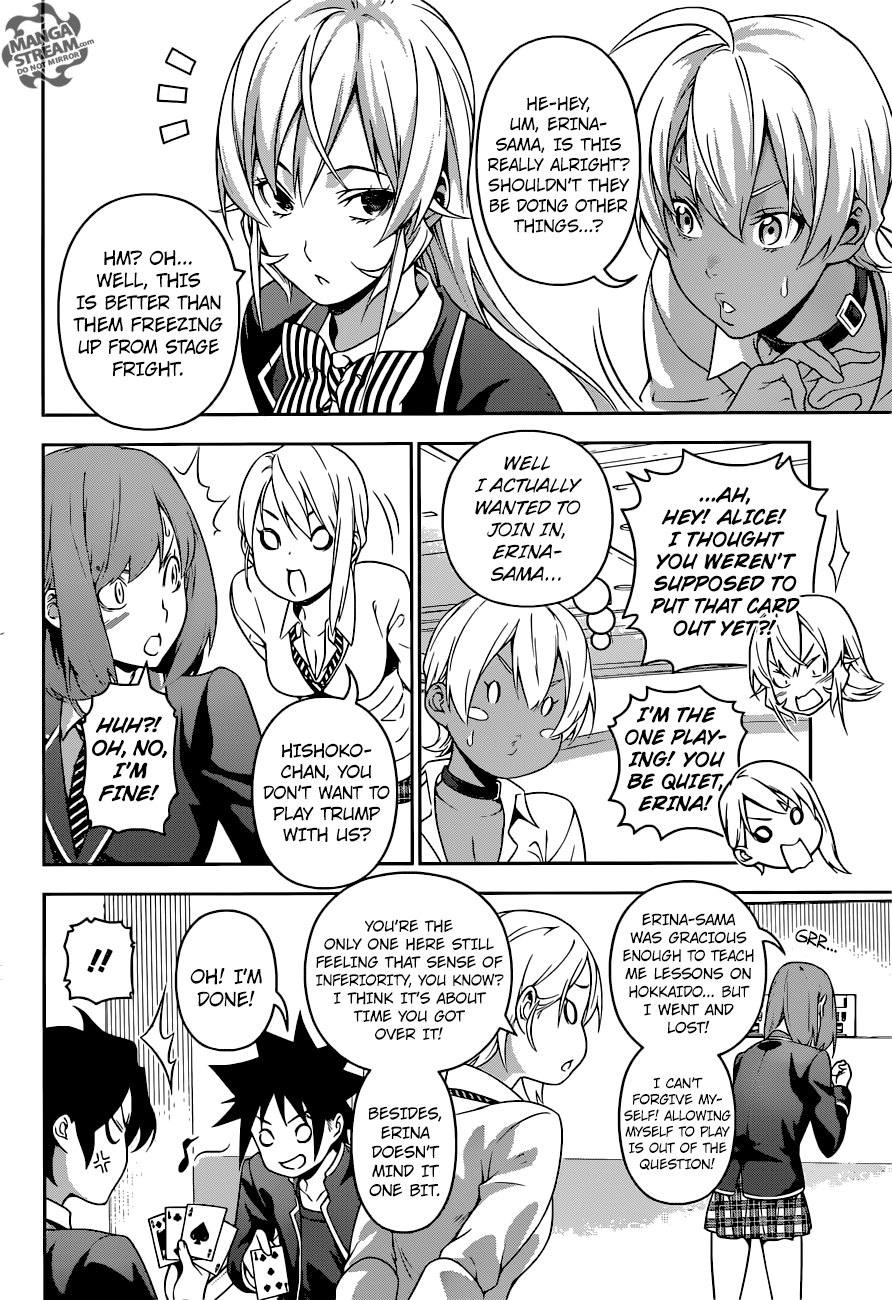 MANGA
STREAM.com
DO NOT MIRROR
HE-HEY,
UM, ERINA-
SAMA, IS THIS
REALLY ALRIGHT?
SHOULDN'T THEY
BE DOING OTHER
THINGS...?
HM? OH...
WELL, THIS
IS BETTER THAN
THEM FREEZING
UP FROM STAGE
FRIGHT.
...AH,
HEY! ALICE!
I THOUGHT
YOU WEREN'T
SUPPOSED TO
PUT THAT CARD
OUT YET?!
I'M THE
ONE PLAY-
ING! YOU
BE QUIET,
ERINA!
WELL
I ACTUALLY
WANTED TO
JOIN IN,
ERINA-
SAMA...
HISHOKO-
CHAN, YOU
DON'T WANT TO
PLAY TRUMP
WITH US?
HUH?!
OH, NO,
I'M
FINE!
GRR...
ERINA-SAMA
WAS GRACIOUS
ENOUGH TO TEACH
ME LESSONS ON
HOKKAIDO... BUT
I WENT AND
LOST!
I CAN'T
FORGIVE MY-
SELF! ALLOWING
MYSELF TO PLAY
IS OUT OF THE
QUESTION!
YOU'RE THE
ONLY ONE HERE STILL
FEELING THAT SENSE OF
INFERIORITY, YOU KNOW?
I THINK IT'S ABOUT
TIME YOU GOT
OVER IT!
BESIDES,
ERINA
DOESN'T
MIND IT
ONE BIT.
OH! I'M
DONE!
!!